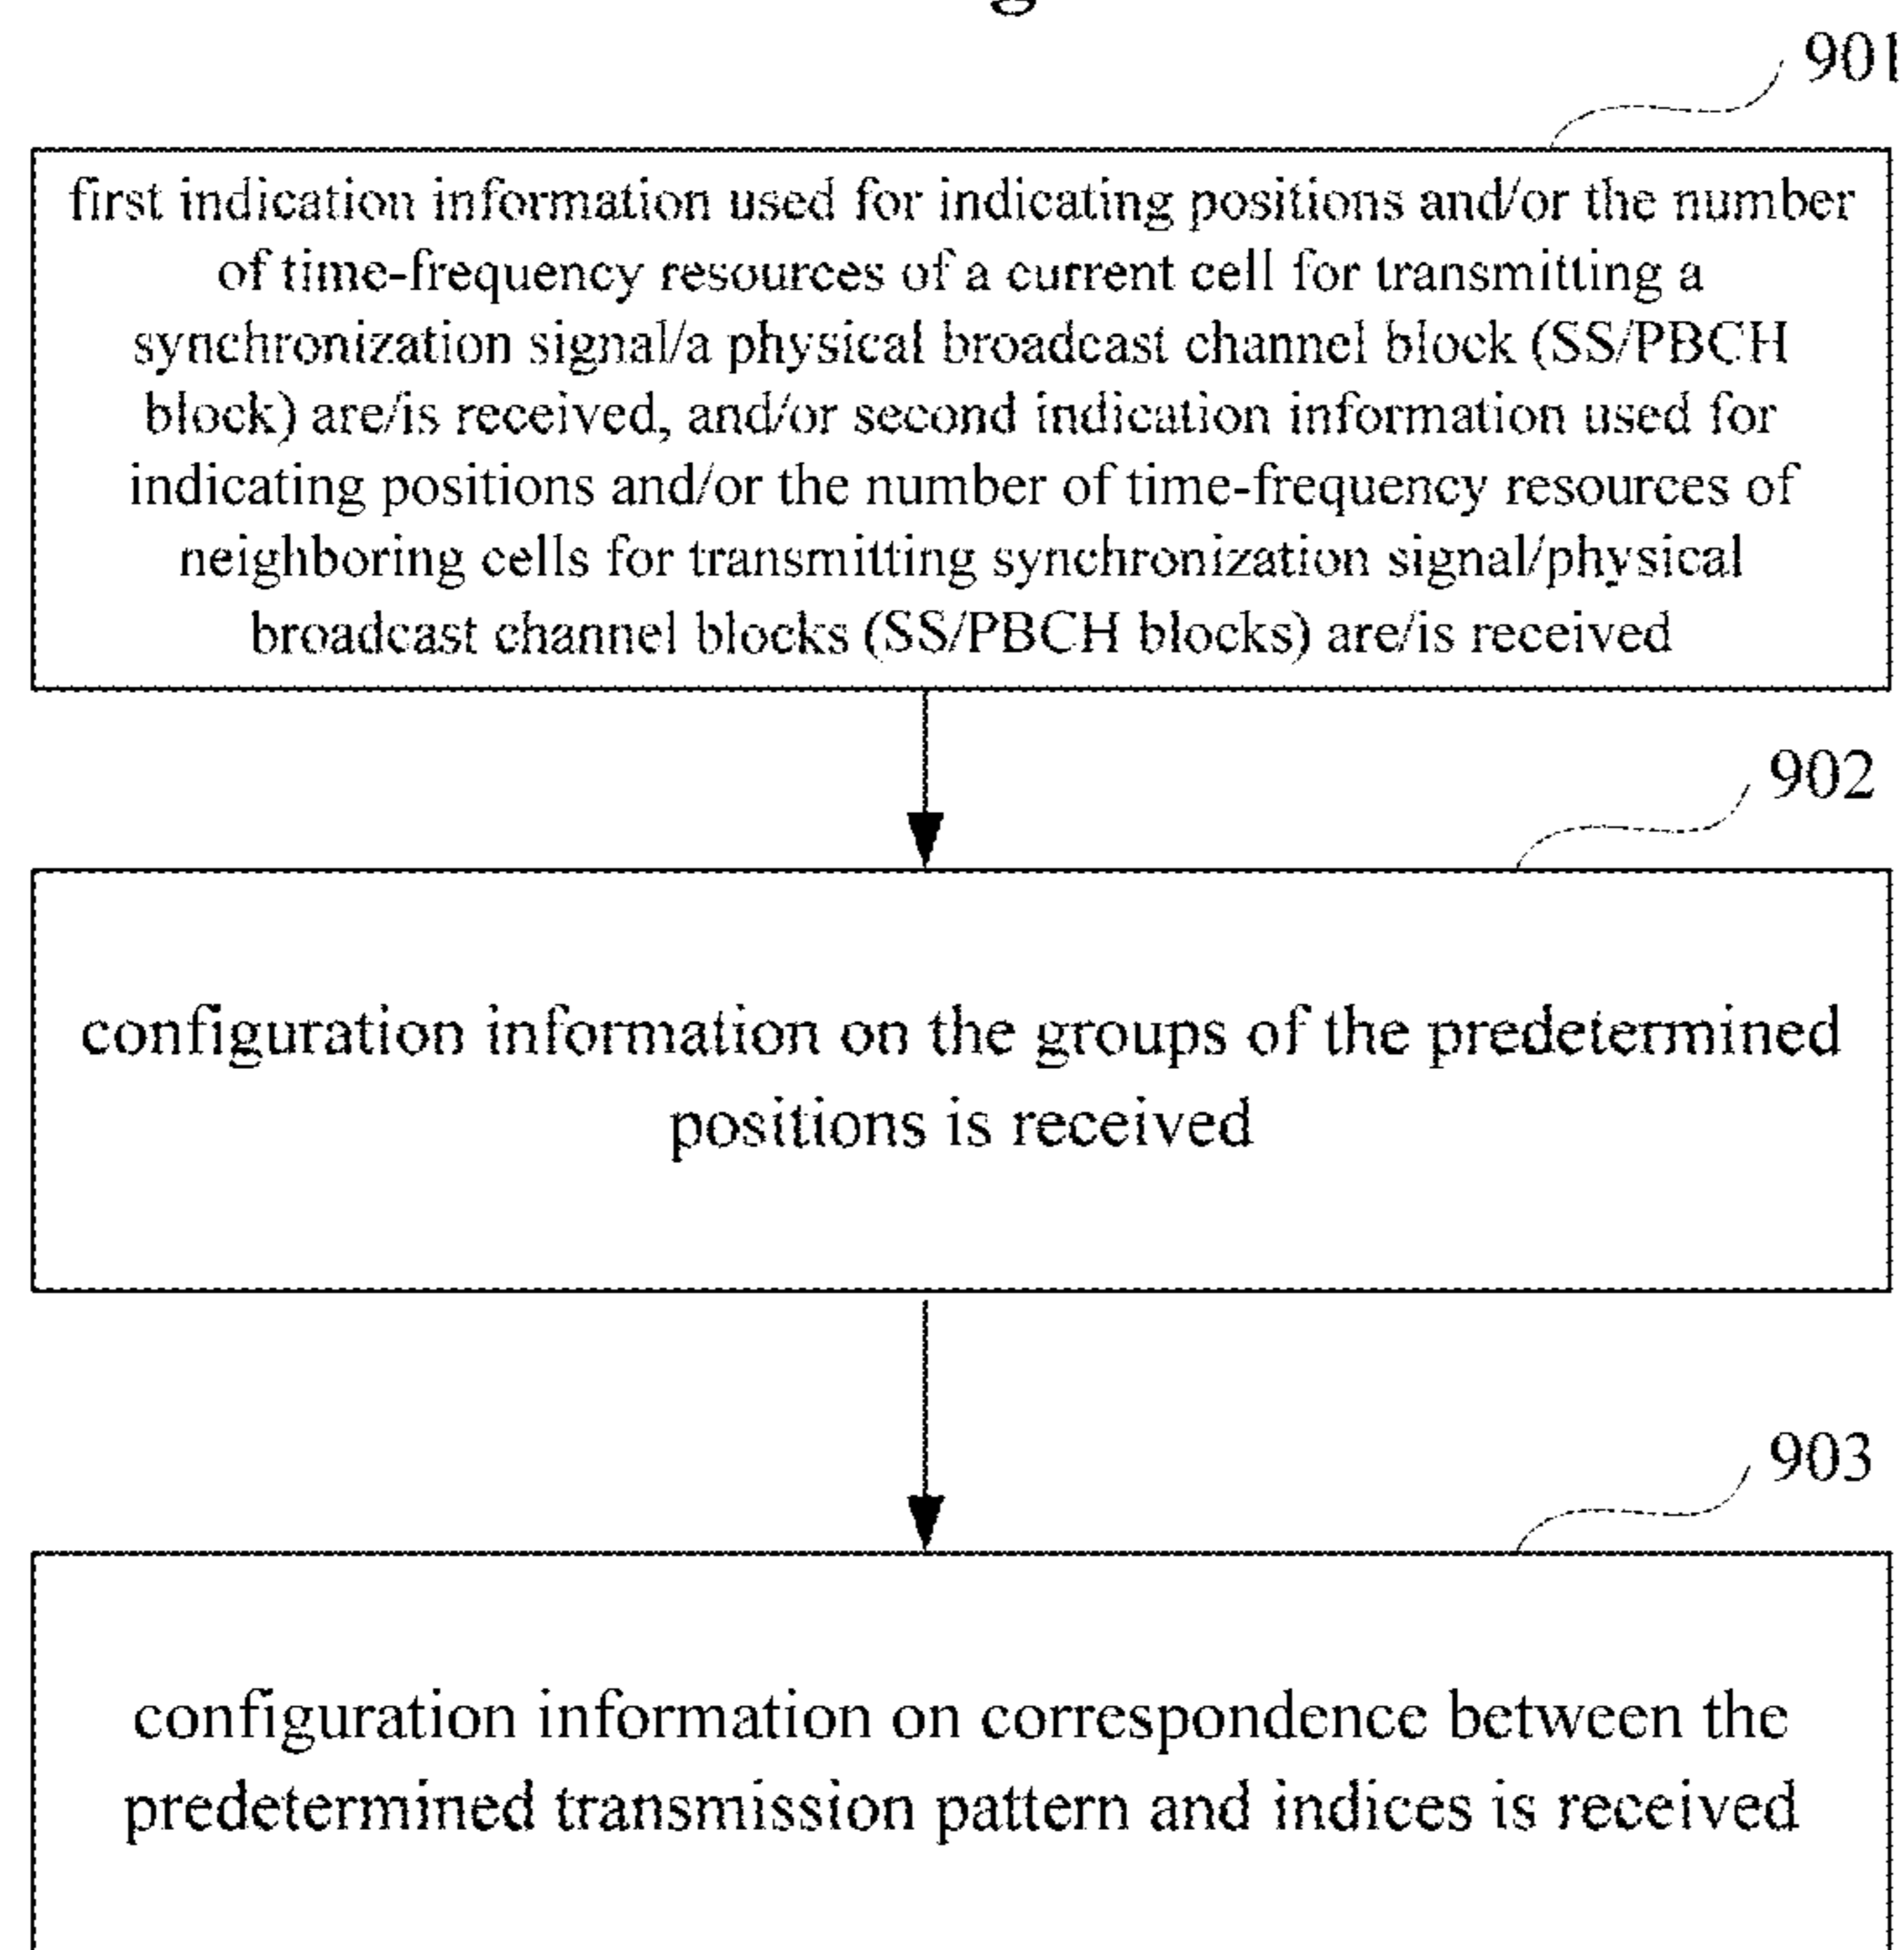 901
first indication information used for indicating positions and/or the number
of time-frequency resources of a current cell for transmitting a
synchronization signal/a physical broadcast channel block (SS/PBCH
block) are/is received, and/or second indication information used for
indicating positions and/or the number of time-frequency resources of
neighboring cells for transmitting synchronization signal/physical
broadcast channel blocks (SS/PBCH blocks) are/is received
902
configuration information on the groups of the predetermined
positions is received
903
configuration information on correspondence between the
predetermined transmission pattern and indices is received